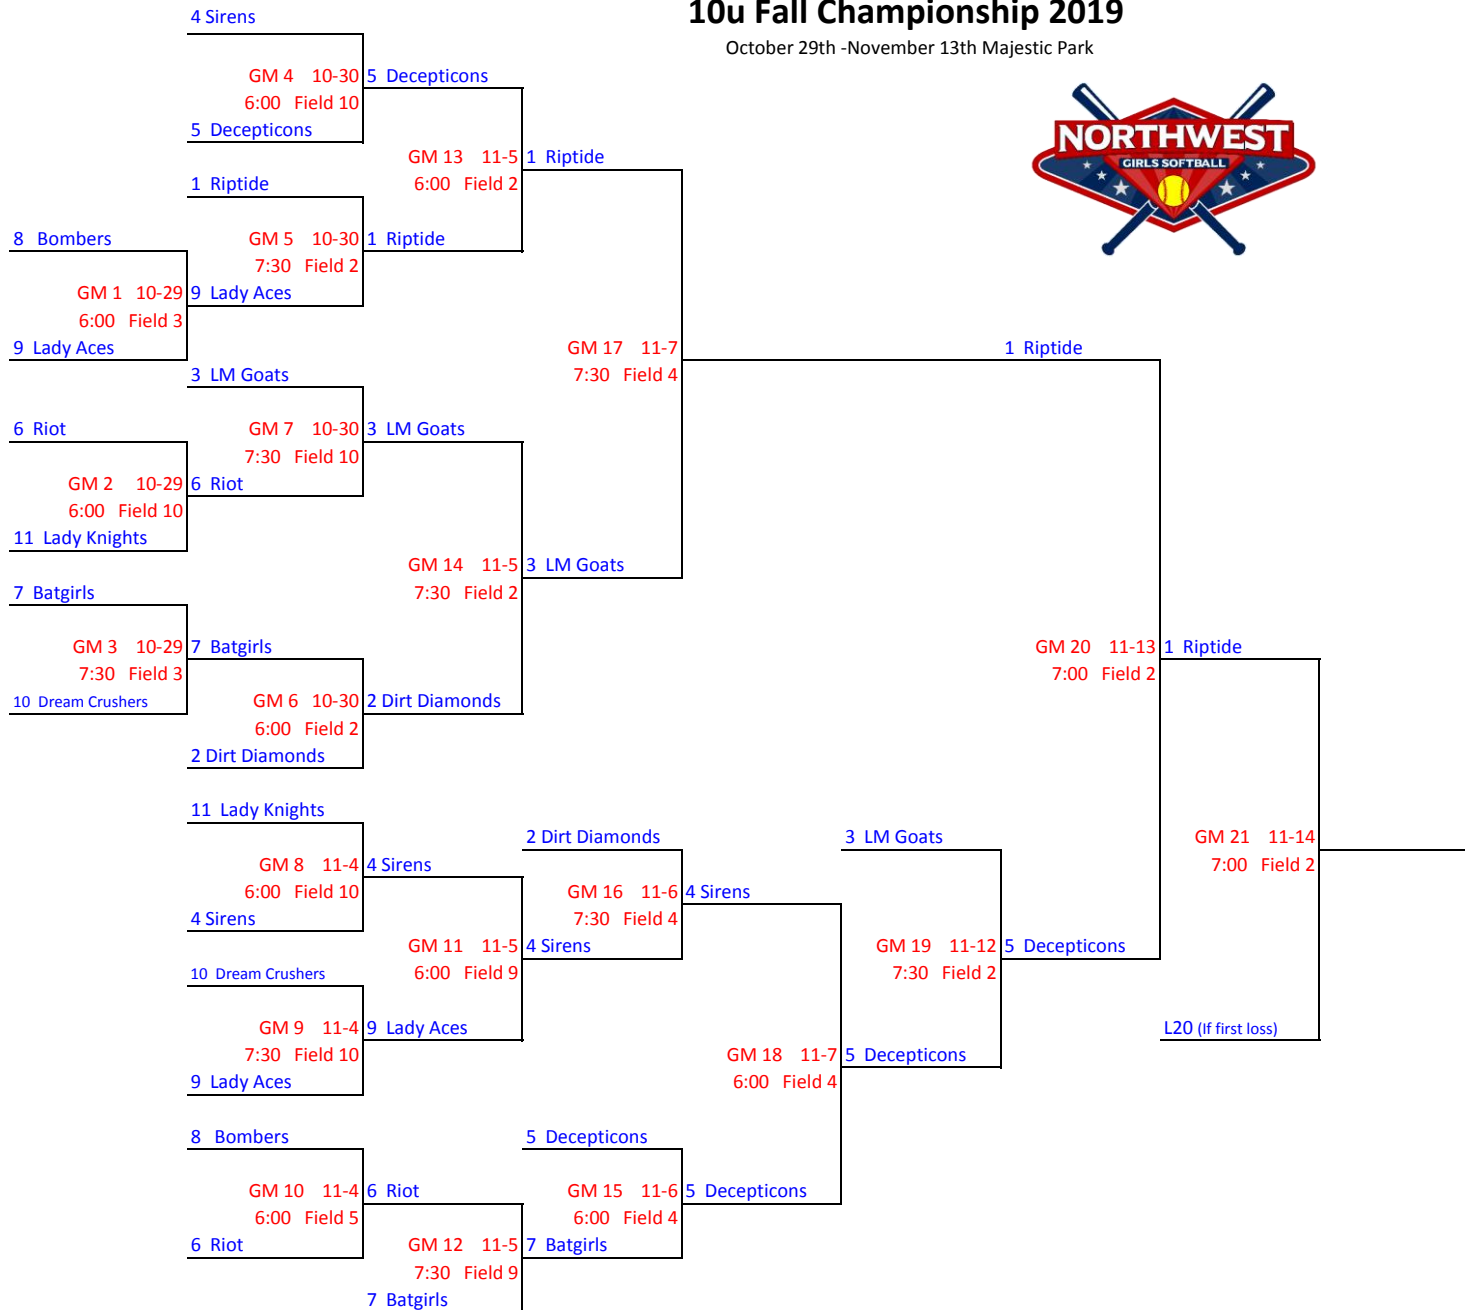 10u Fall Championship 2019
October 29th -November 13th Majestic Park
NORTHWEST
GIRLS SOFTBALL
4 Sirens
GM 4 10-30
6:00 Field 10
5 Decepticons
5 Decepticons
GM 13 11-5
6:00 Field 2
1 Riptide
1 Riptide
8 Bombers
GM 5 10-30
7:30 Field 2
1 Riptide
GM 1 10-29
6:00 Field 3
9 Lady Aces
9 Lady Aces
GM 17 11-7
7:30 Field 4
1 Riptide
3 LM Goats
6 Riot
GM 7 10-30
7:30 Field 10
3 LM Goats
GM 2 10-29
6:00 Field 10
6 Riot
11 Lady Knights
GM 14 11-5
7:30 Field 2
3 LM Goats
7 Batgirls
GM 3 10-29
7:30 Field 3
7 Batgirls
GM 20 11-13
7:00 Field 2
1 Riptide
10 Dream Crushers
GM 6 10-30
6:00 Field 2
2 Dirt Diamonds
2 Dirt Diamonds
11 Lady Knights
2 Dirt Diamonds
3 LM Goats
GM 21 11-14
7:00 Field 2
GM 8 11-4
6:00 Field 10
4 Sirens
GM 16 11-6
7:30 Field 4
4 Sirens
4 Sirens
GM 11 11-5
6:00 Field 9
4 Sirens
GM 19 11-12
7:30 Field 2
5 Decepticons
10 Dream Crushers
GM 9 11-4
7:30 Field 10
9 Lady Aces
L20 (If first loss)
GM 18 11-7
6:00 Field 4
5 Decepticons
9 Lady Aces
8 Bombers
5 Decepticons
GM 10 11-4
6:00 Field 5
6 Riot
GM 15 11-6
6:00 Field 4
5 Decepticons
6 Riot
GM 12 11-5
7:30 Field 9
7 Batgirls
7 Batgirls